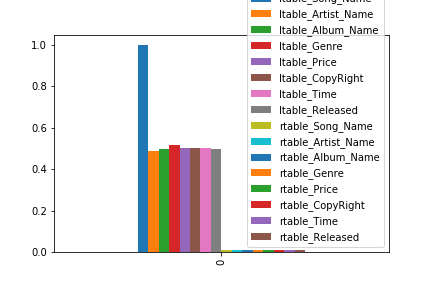 ltable_Song_Name
ltable_Artist_Name
ltable_Album_Name
ltable_Genre
ltable_Price
ltable_CopyRight
ltable_Time
ltable_Released
rtable_Song_Name
rtable_Artist_Name
rtable_Album_Name
rtable_Genre
rtable_Price
rtable_CopyRight
rtable_Time
rtable_Released
1.0
0.8
0.6
0.4
0.2
0.0
0